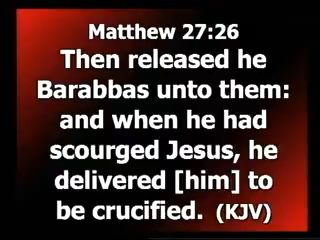 Matthew 27:26
Then released he
Barabbas unto them:
and when he had
scourged Jesus, he
delivered [him] to
be crucified. (KJV)